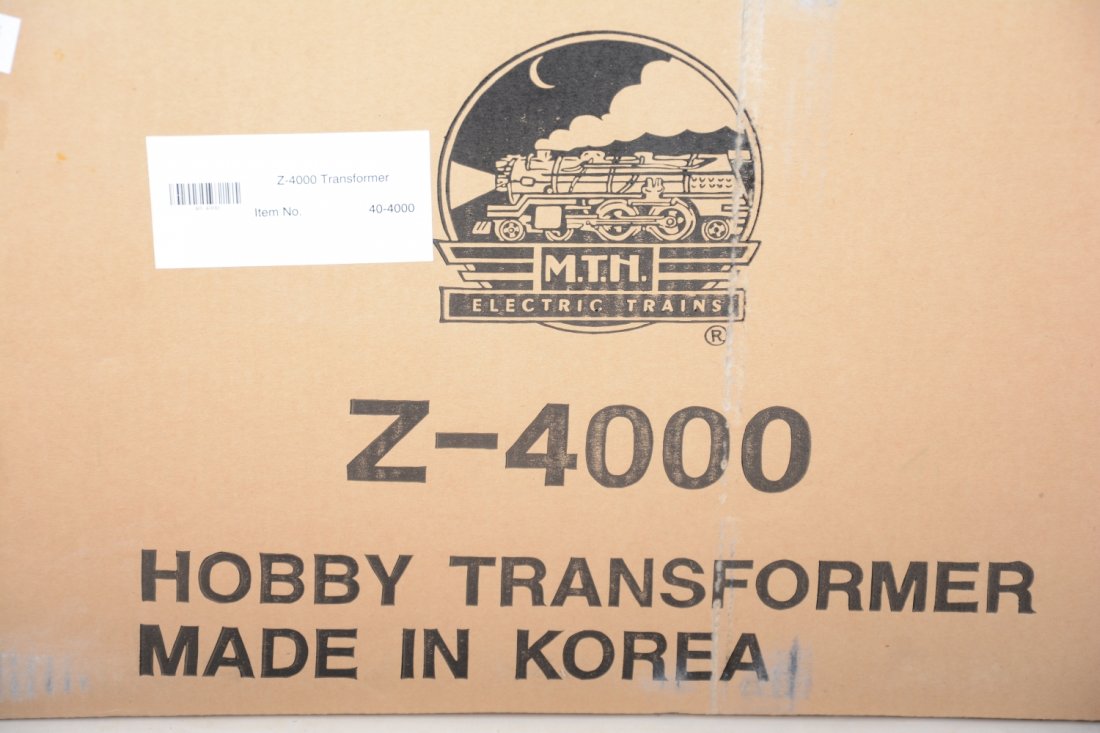 Z-4000 Transformer
Item No. 40-4000
M.T.H.
ELECTRIC TRAINS
®
Z-4000
HOBBY TRANSFORMER
MADE IN KOREA